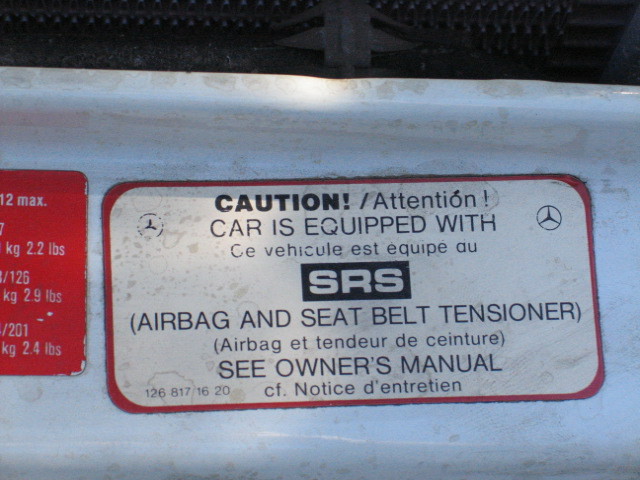 12 max.
7
kg 2.2 lbs
/126
kg 2.9 lbs
/201
kg 2.4 lbs
CAUTION! /Attentión !
CAR IS EQUIPPED WITH
Ce vehicule est equipe du
SRS
(AIRBAG AND SEAT BELT TENSIONER)
(Airbag et tendeur de ceinture)
SEE OWNER'S MANUAL
126 817 16 20
cf. Notice d'entretien